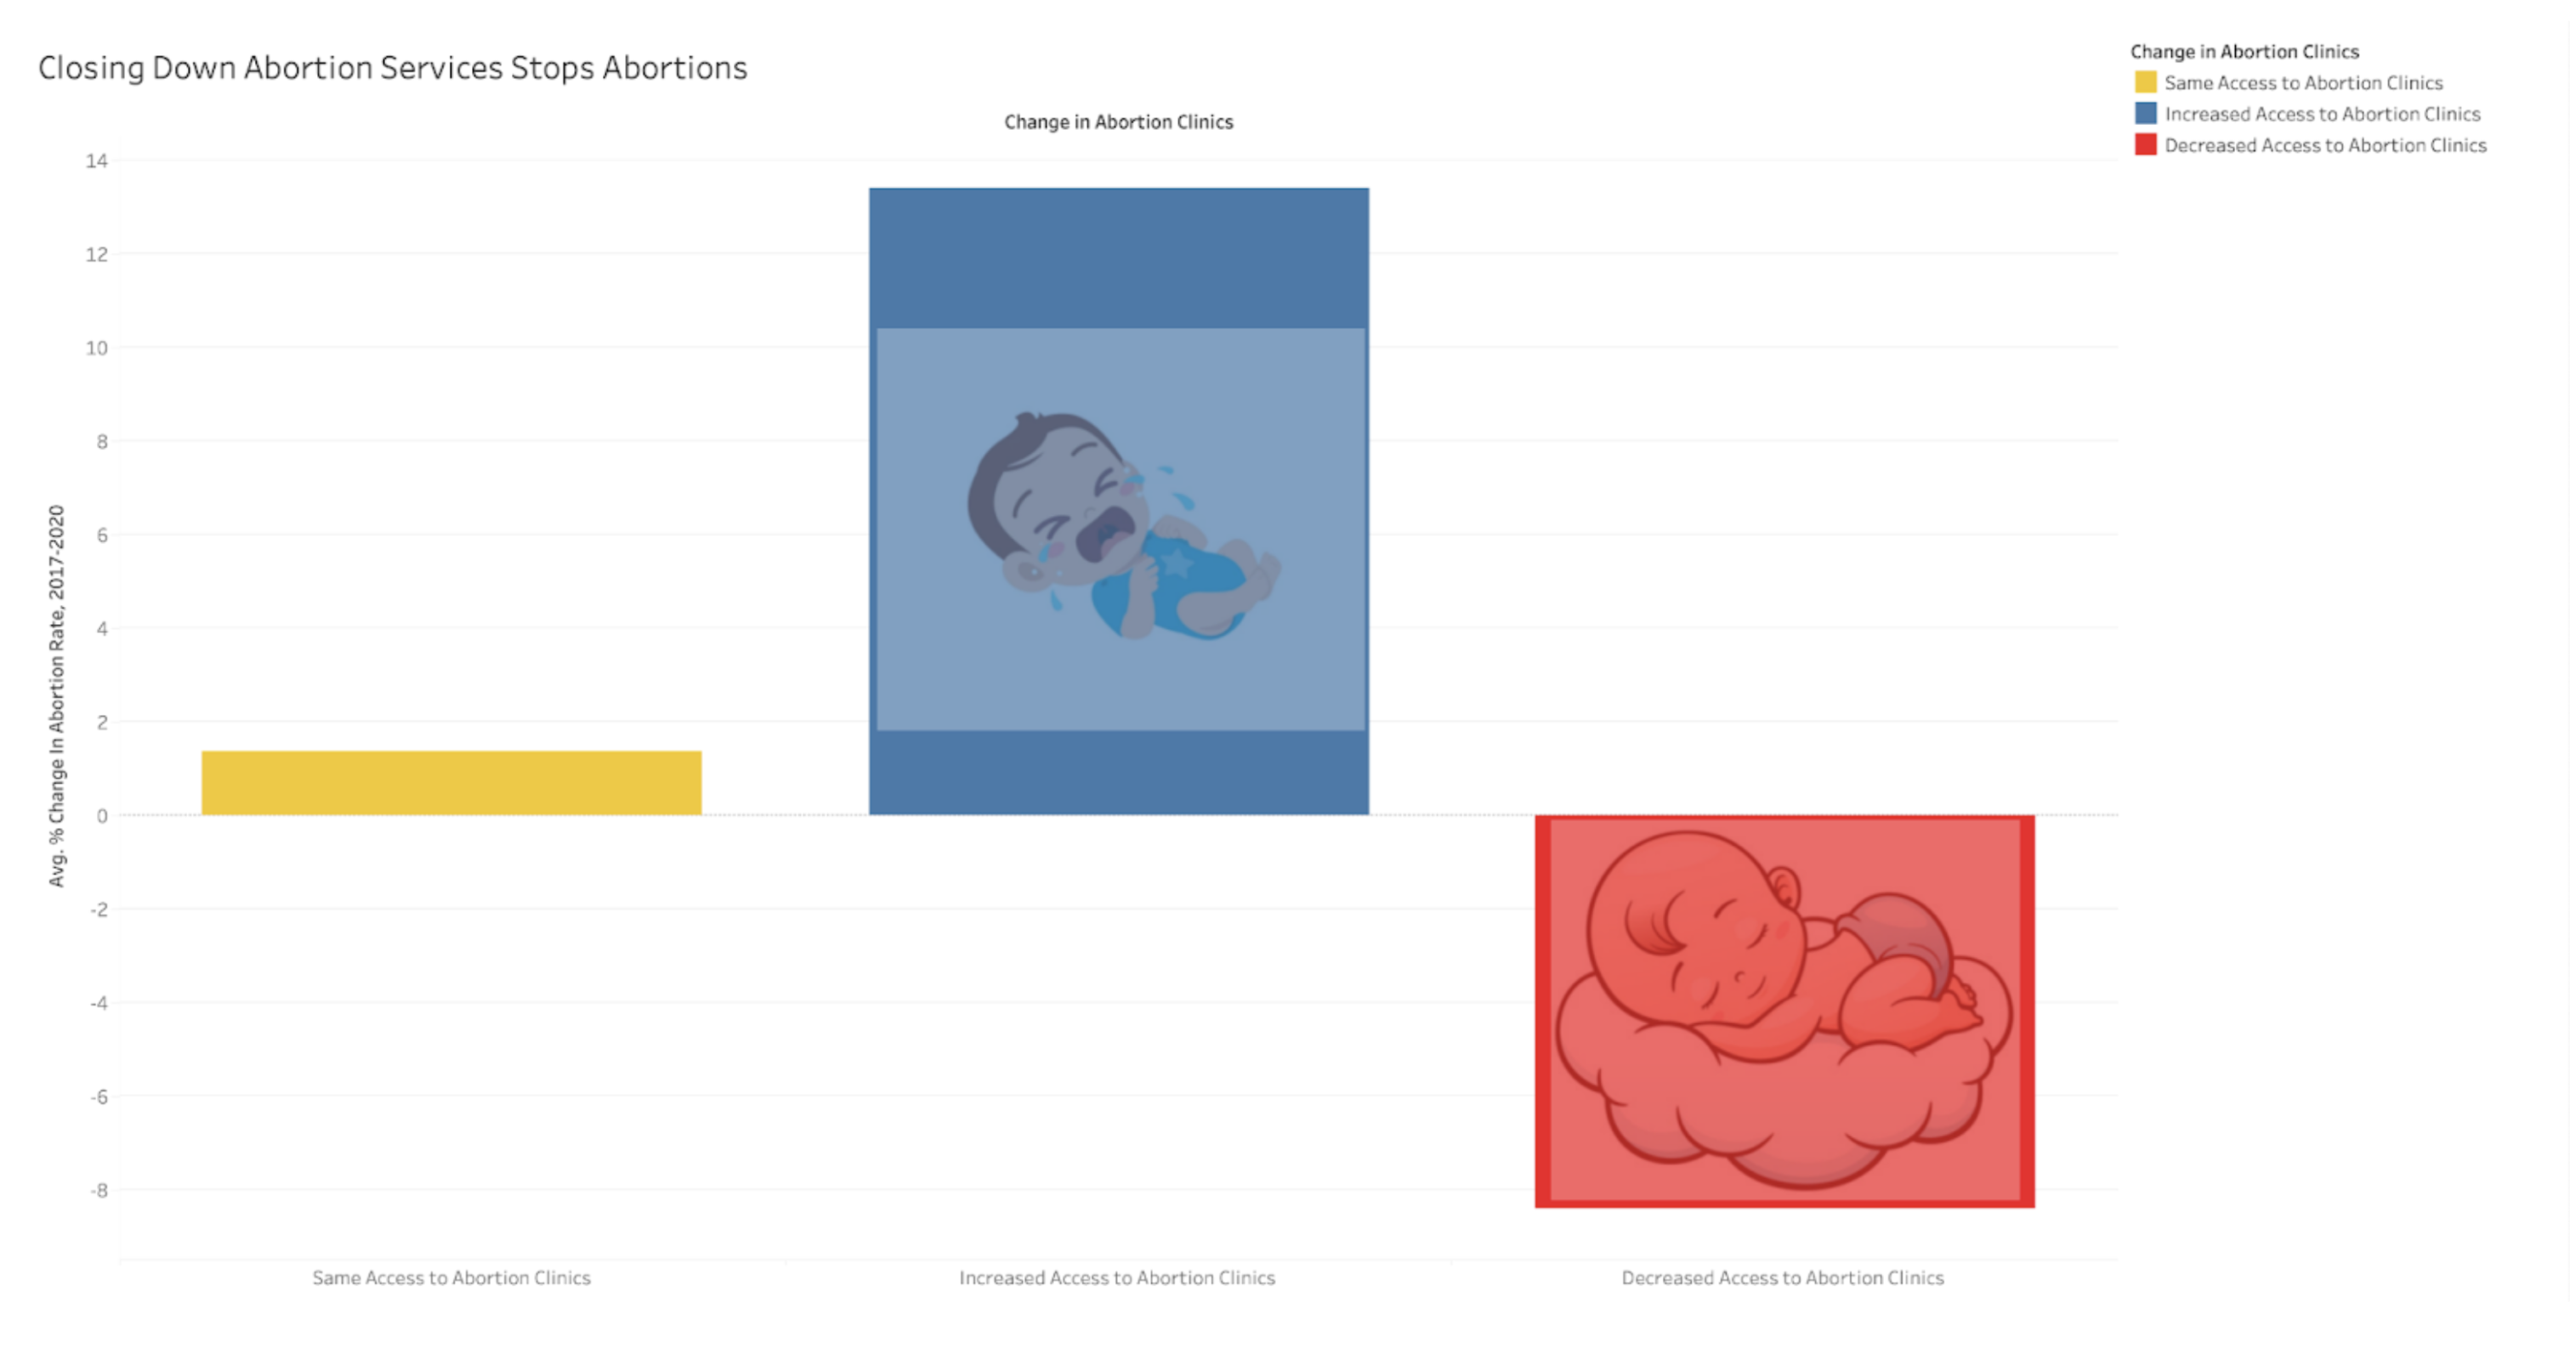 Closing Down Abortion Services Stops Abortions
Change in Abortion Clinics
Same Access to Abortion Clinics
Increased Access to Abortion Clinics
Decreased Access to Abortion Clinics
Change in Abortion Clinics
Avg. % Change In Abortion Rate, 2017-2020
14
12
10
8
6
4
2
0
-2
-4
-6
-8
Same Access to Abortion Clinics
Increased Access to Abortion Clinics
Decreased Access to Abortion Clinics